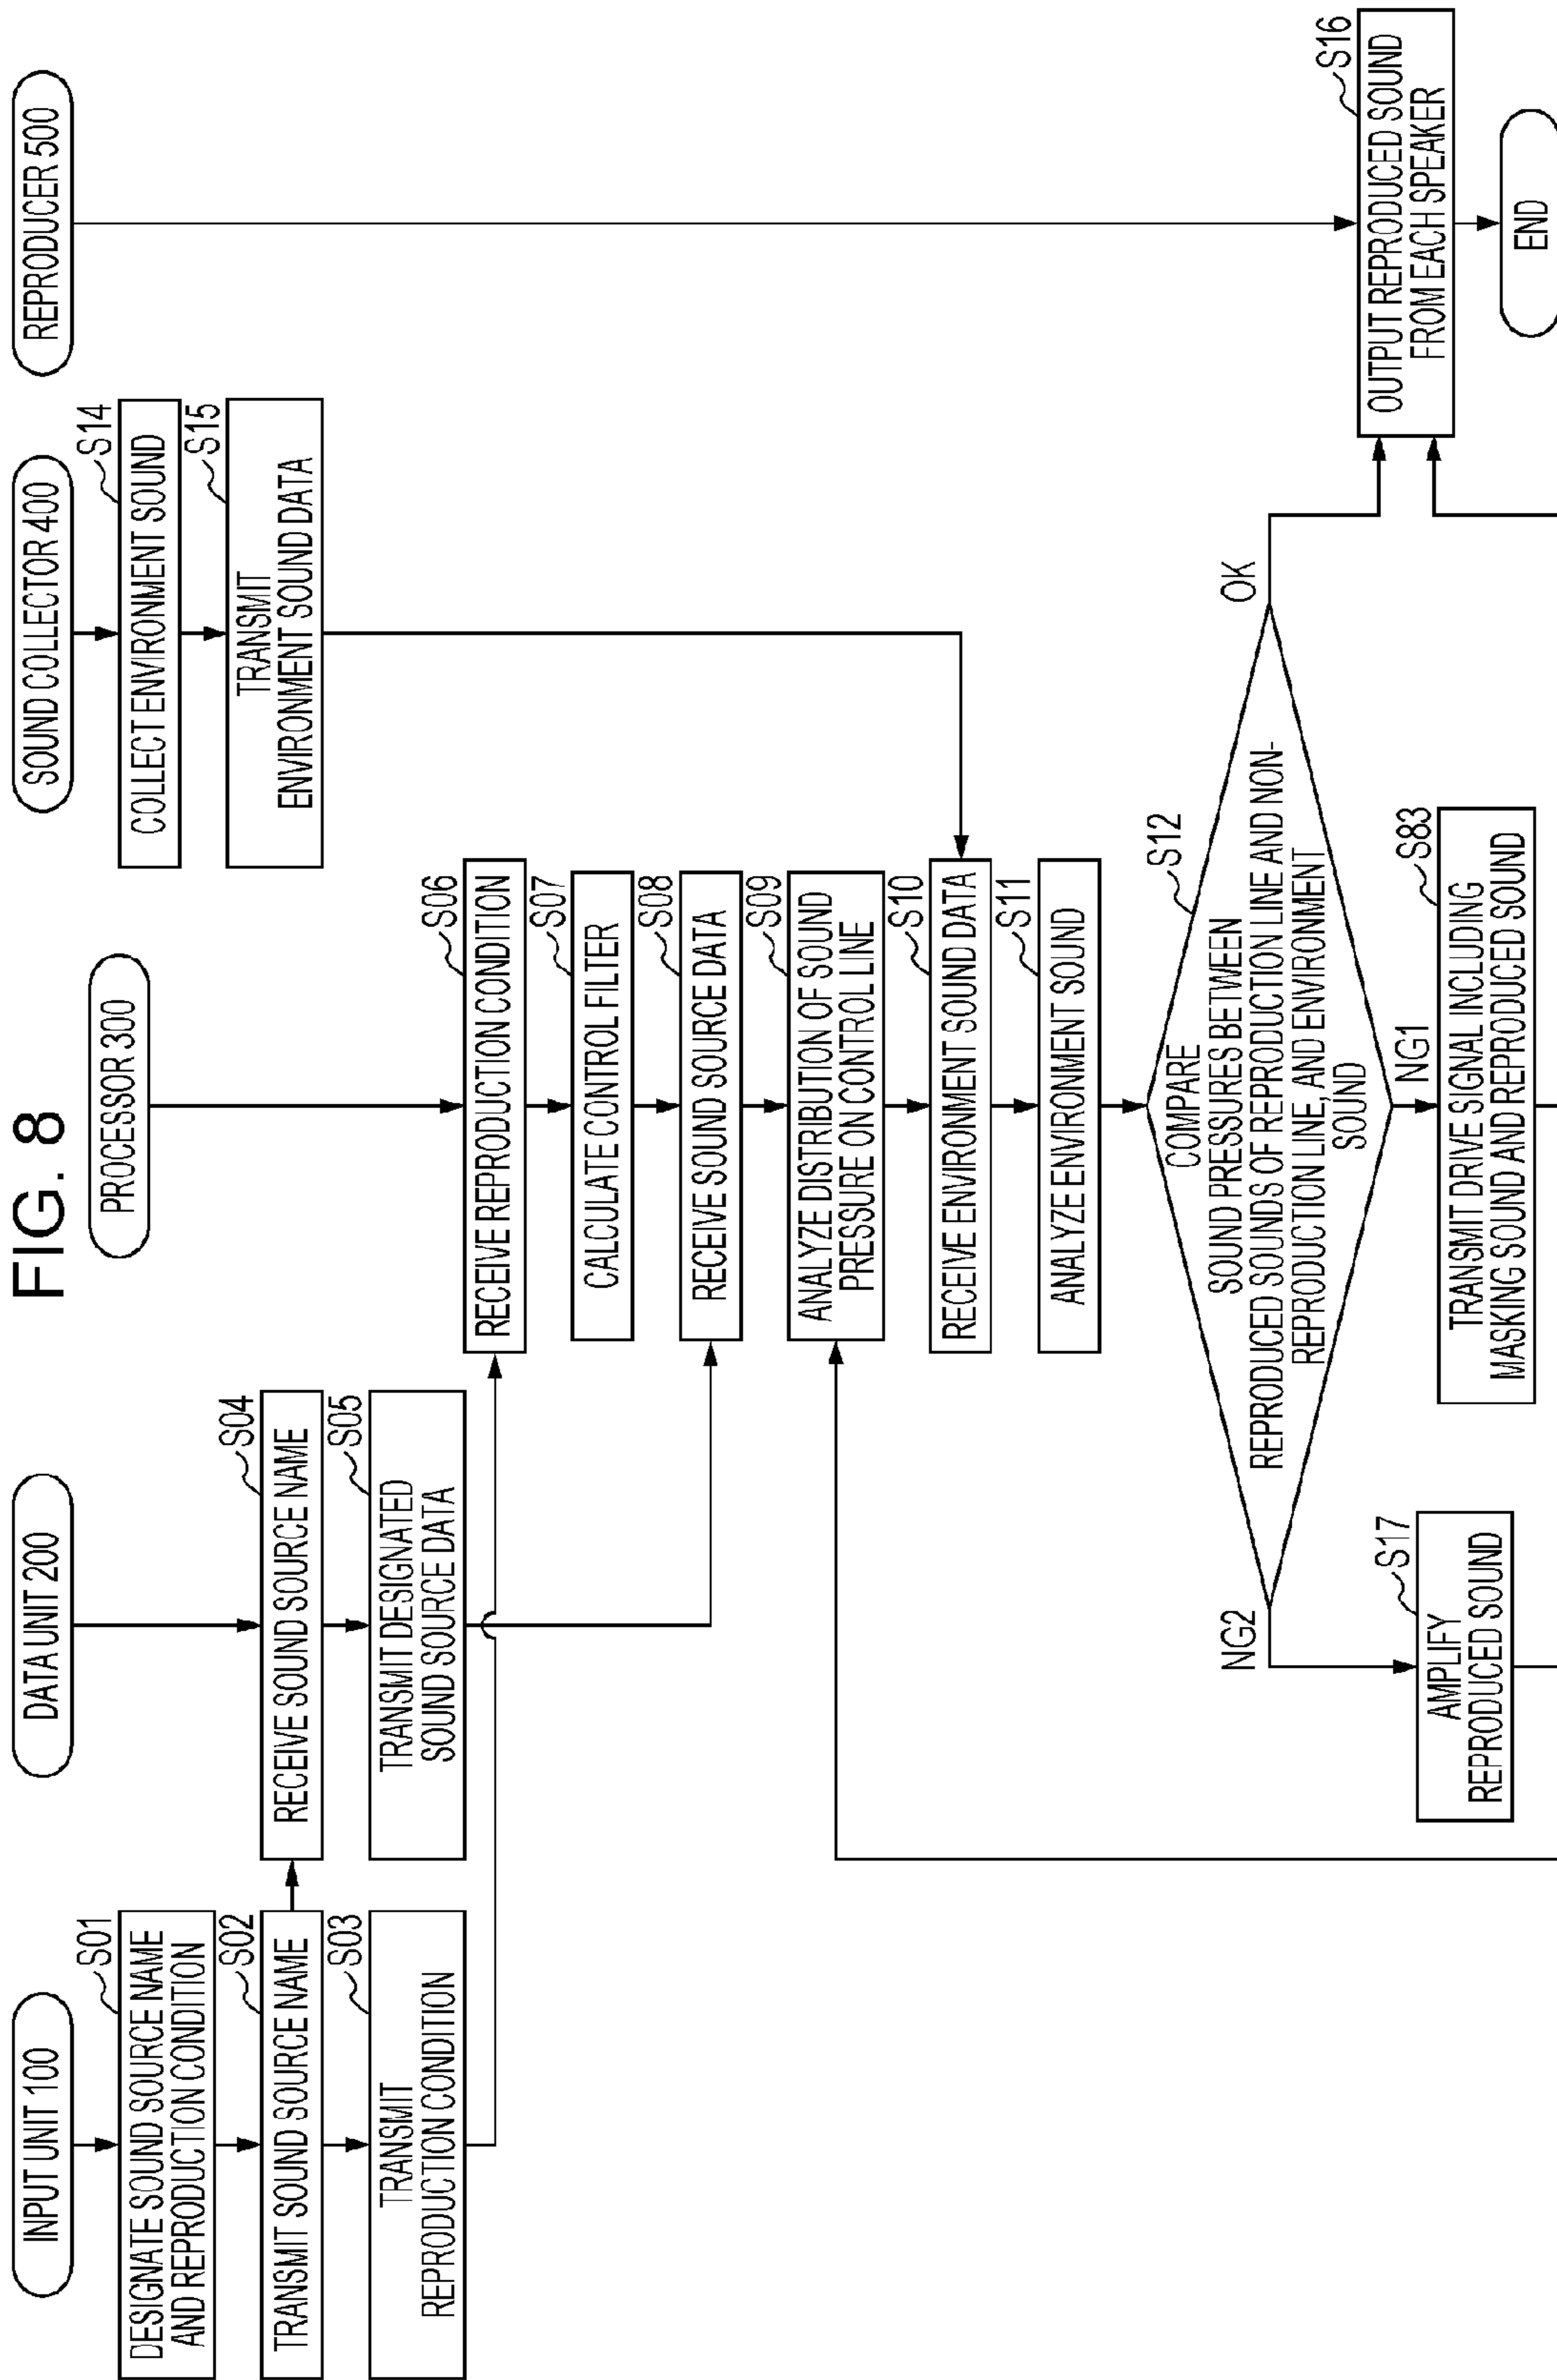 FIG. 8
INPUT UNIT 100
S01
DESIGNATE SOUND SOURCE NAME
AND REPRODUCTION CONDITION
S02
TRANSMIT SOUND SOURCE NAME
S03
TRANSMIT
REPRODUCTION CONDITION
DATA UNIT 200
S04
RECEIVE SOUND SOURCE NAME
S05
TRANSMIT DESIGNATED
SOUND SOURCE DATA
PROCESSOR 300
S06
RECEIVE REPRODUCTION CONDITION
S07
CALCULATE CONTROL FILTER
S08
RECEIVE SOUND SOURCE DATA
S09
ANALYZE DISTRIBUTION OF SOUND
PRESSURE ON CONTROL LINE
S10
RECEIVE ENVIRONMENT SOUND DATA
S11
ANALYZE ENVIRONMENT SOUND
S12
COMPARE
SOUND PRESSURES BETWEEN
REPRODUCED SOUNDS OF REPRODUCTION LINE AND NON-
REPRODUCTION LINE, AND ENVIRONMENT
SOUND
NG2
S17
AMPLIFY
REPRODUCED SOUND
NG1
S83
TRANSMIT DRIVE SIGNAL INCLUDING
MASKING SOUND AND REPRODUCED SOUND
OK
SOUND COLLECTOR 400
S14
COLLECT ENVIRONMENT SOUND
S15
TRANSMIT
ENVIRONMENT SOUND DATA
REPRODUCER 500
S16
OUTPUT REPRODUCED SOUND
FROM EACH SPEAKER
END